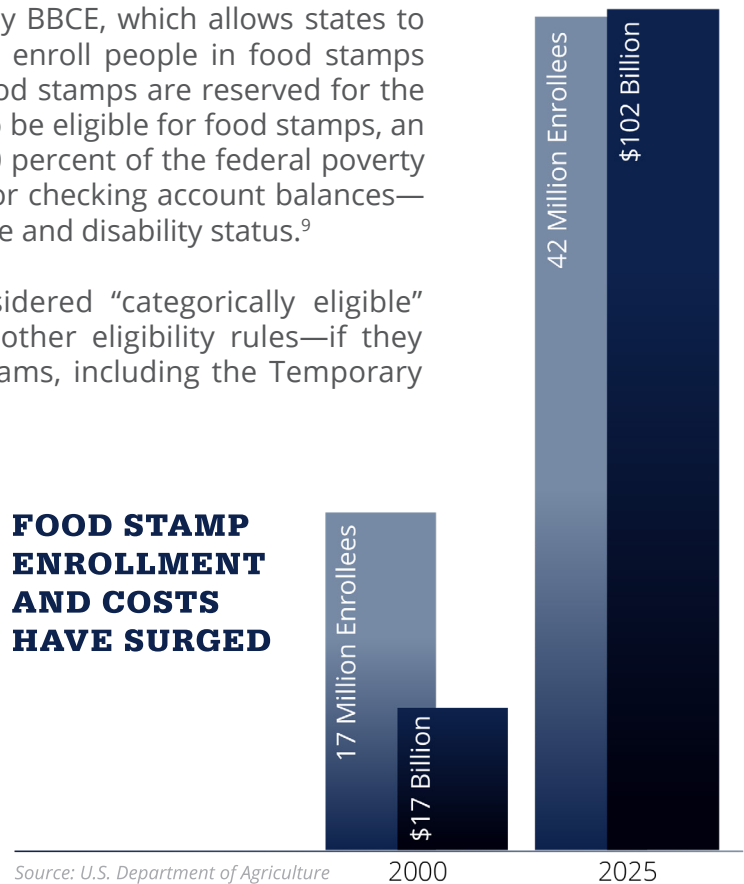 y BBCE, which allows states to
enroll people in food stamps
od stamps are reserved for the
be eligible for food stamps, an
percent of the federal poverty
or checking account balances—
e and disability status.9
sidered “categorically eligible”
other eligibility rules—if they
ams, including the Temporary
FOOD STAMP
ENROLLMENT
AND COSTS
HAVE SURGED
17 Million Enrollees
$17 Billion
42 Million Enrollees
$102 Billion
2000
2025
Source: U.S. Department of Agriculture